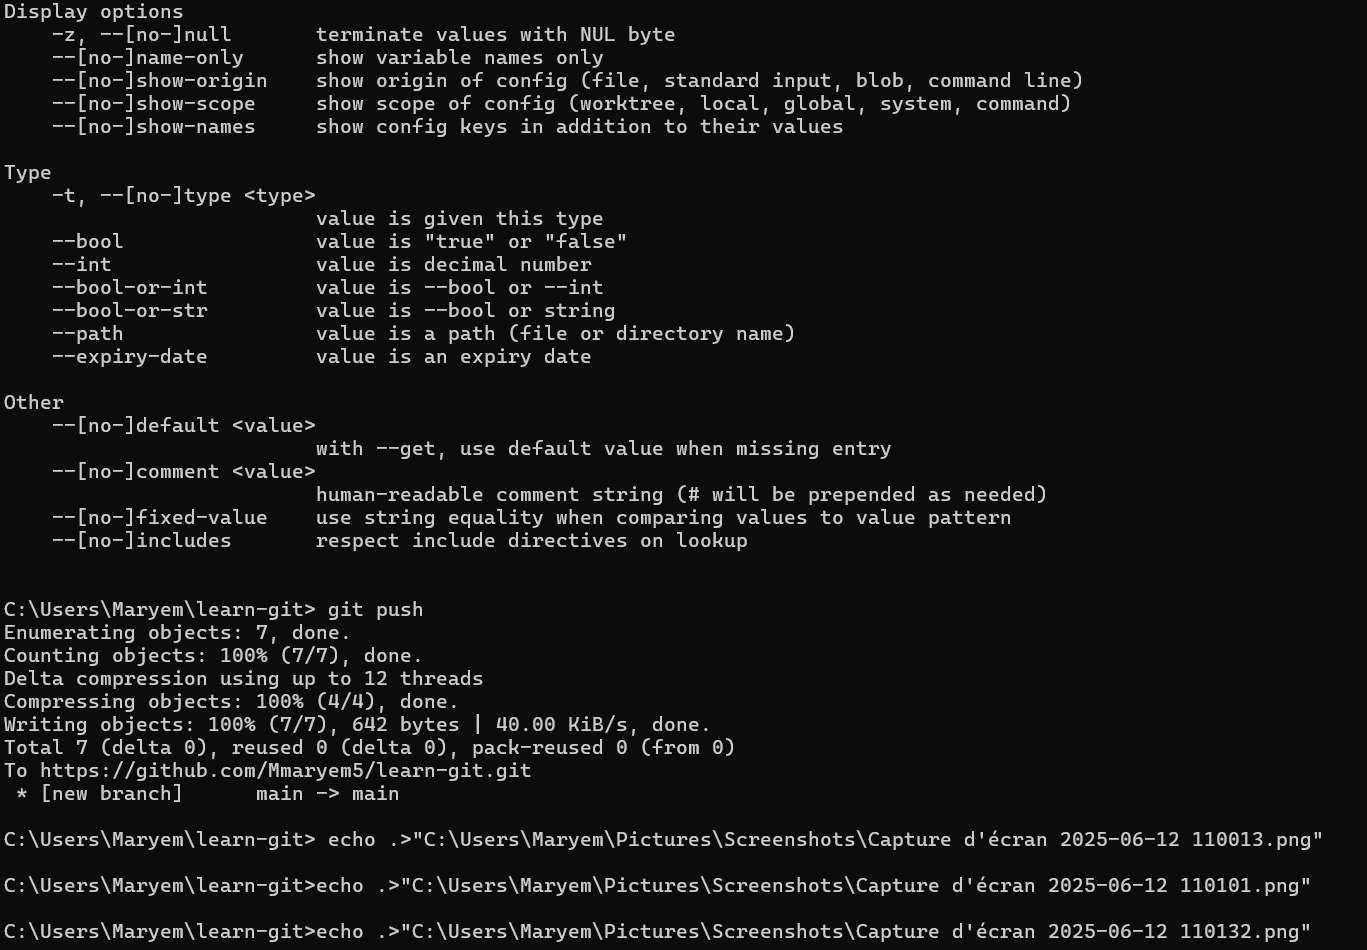 Display options
    -z, --[no-]null       terminate values with NUL byte
    --[no-]name-only      show variable names only
    --[no-]show-origin    show origin of config (file, standard input, blob, command line)
    --[no-]show-scope     show scope of config (worktree, local, global, system, command)
    --[no-]show-names     show config keys in addition to their values

Type
    -t, --[no-]type <type>
                          value is given this type
    --bool                value is "true" or "false"
    --int                 value is decimal number
    --bool-or-int         value is --bool or --int
    --bool-or-str         value is --bool or string
    --path                value is a path (file or directory name)
    --expiry-date         value is an expiry date

Other
    --[no-]default <value>
                          with --get, use default value when missing entry
    --[no-]comment <value>
                          human-readable comment string (# will be prepended as needed)
    --[no-]fixed-value    use string equality when comparing values to value pattern
    --[no-]includes       respect include directives on lookup


C:\Users\Maryem\learn-git> git push
Enumerating objects: 7, done.
Counting objects: 100% (7/7), done.
Delta compression using up to 12 threads
Compressing objects: 100% (4/4), done.
Writing objects: 100% (7/7), 642 bytes | 40.00 KiB/s, done.
Total 7 (delta 0), reused 0 (delta 0), pack-reused 0 (from 0)
To https://github.com/Mmaryem5/learn-git.git
 * [new branch]      main -> main

C:\Users\Maryem\learn-git> echo .>"C:\Users\Maryem\Pictures\Screenshots\Capture d'écran 2025-06-12 110013.png"

C:\Users\Maryem\learn-git>echo .>"C:\Users\Maryem\Pictures\Screenshots\Capture d'écran 2025-06-12 110101.png"

C:\Users\Maryem\learn-git>echo .>"C:\Users\Maryem\Pictures\Screenshots\Capture d'écran 2025-06-12 110132.png"